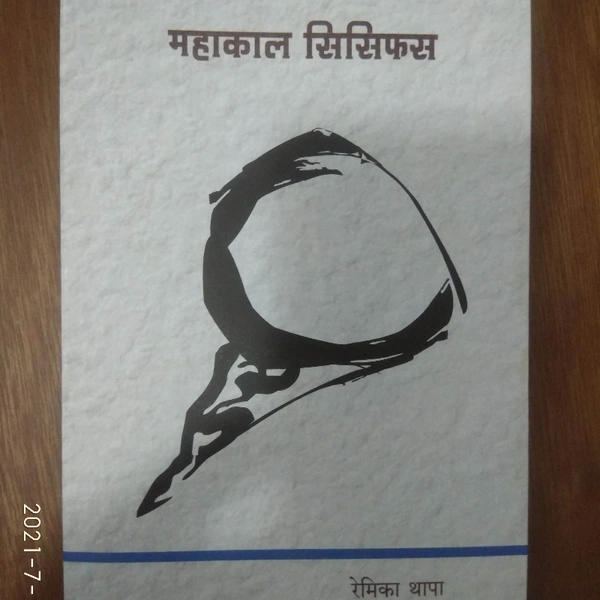 महाकाल सिसिफस
रेमिका थापा
2021-7-